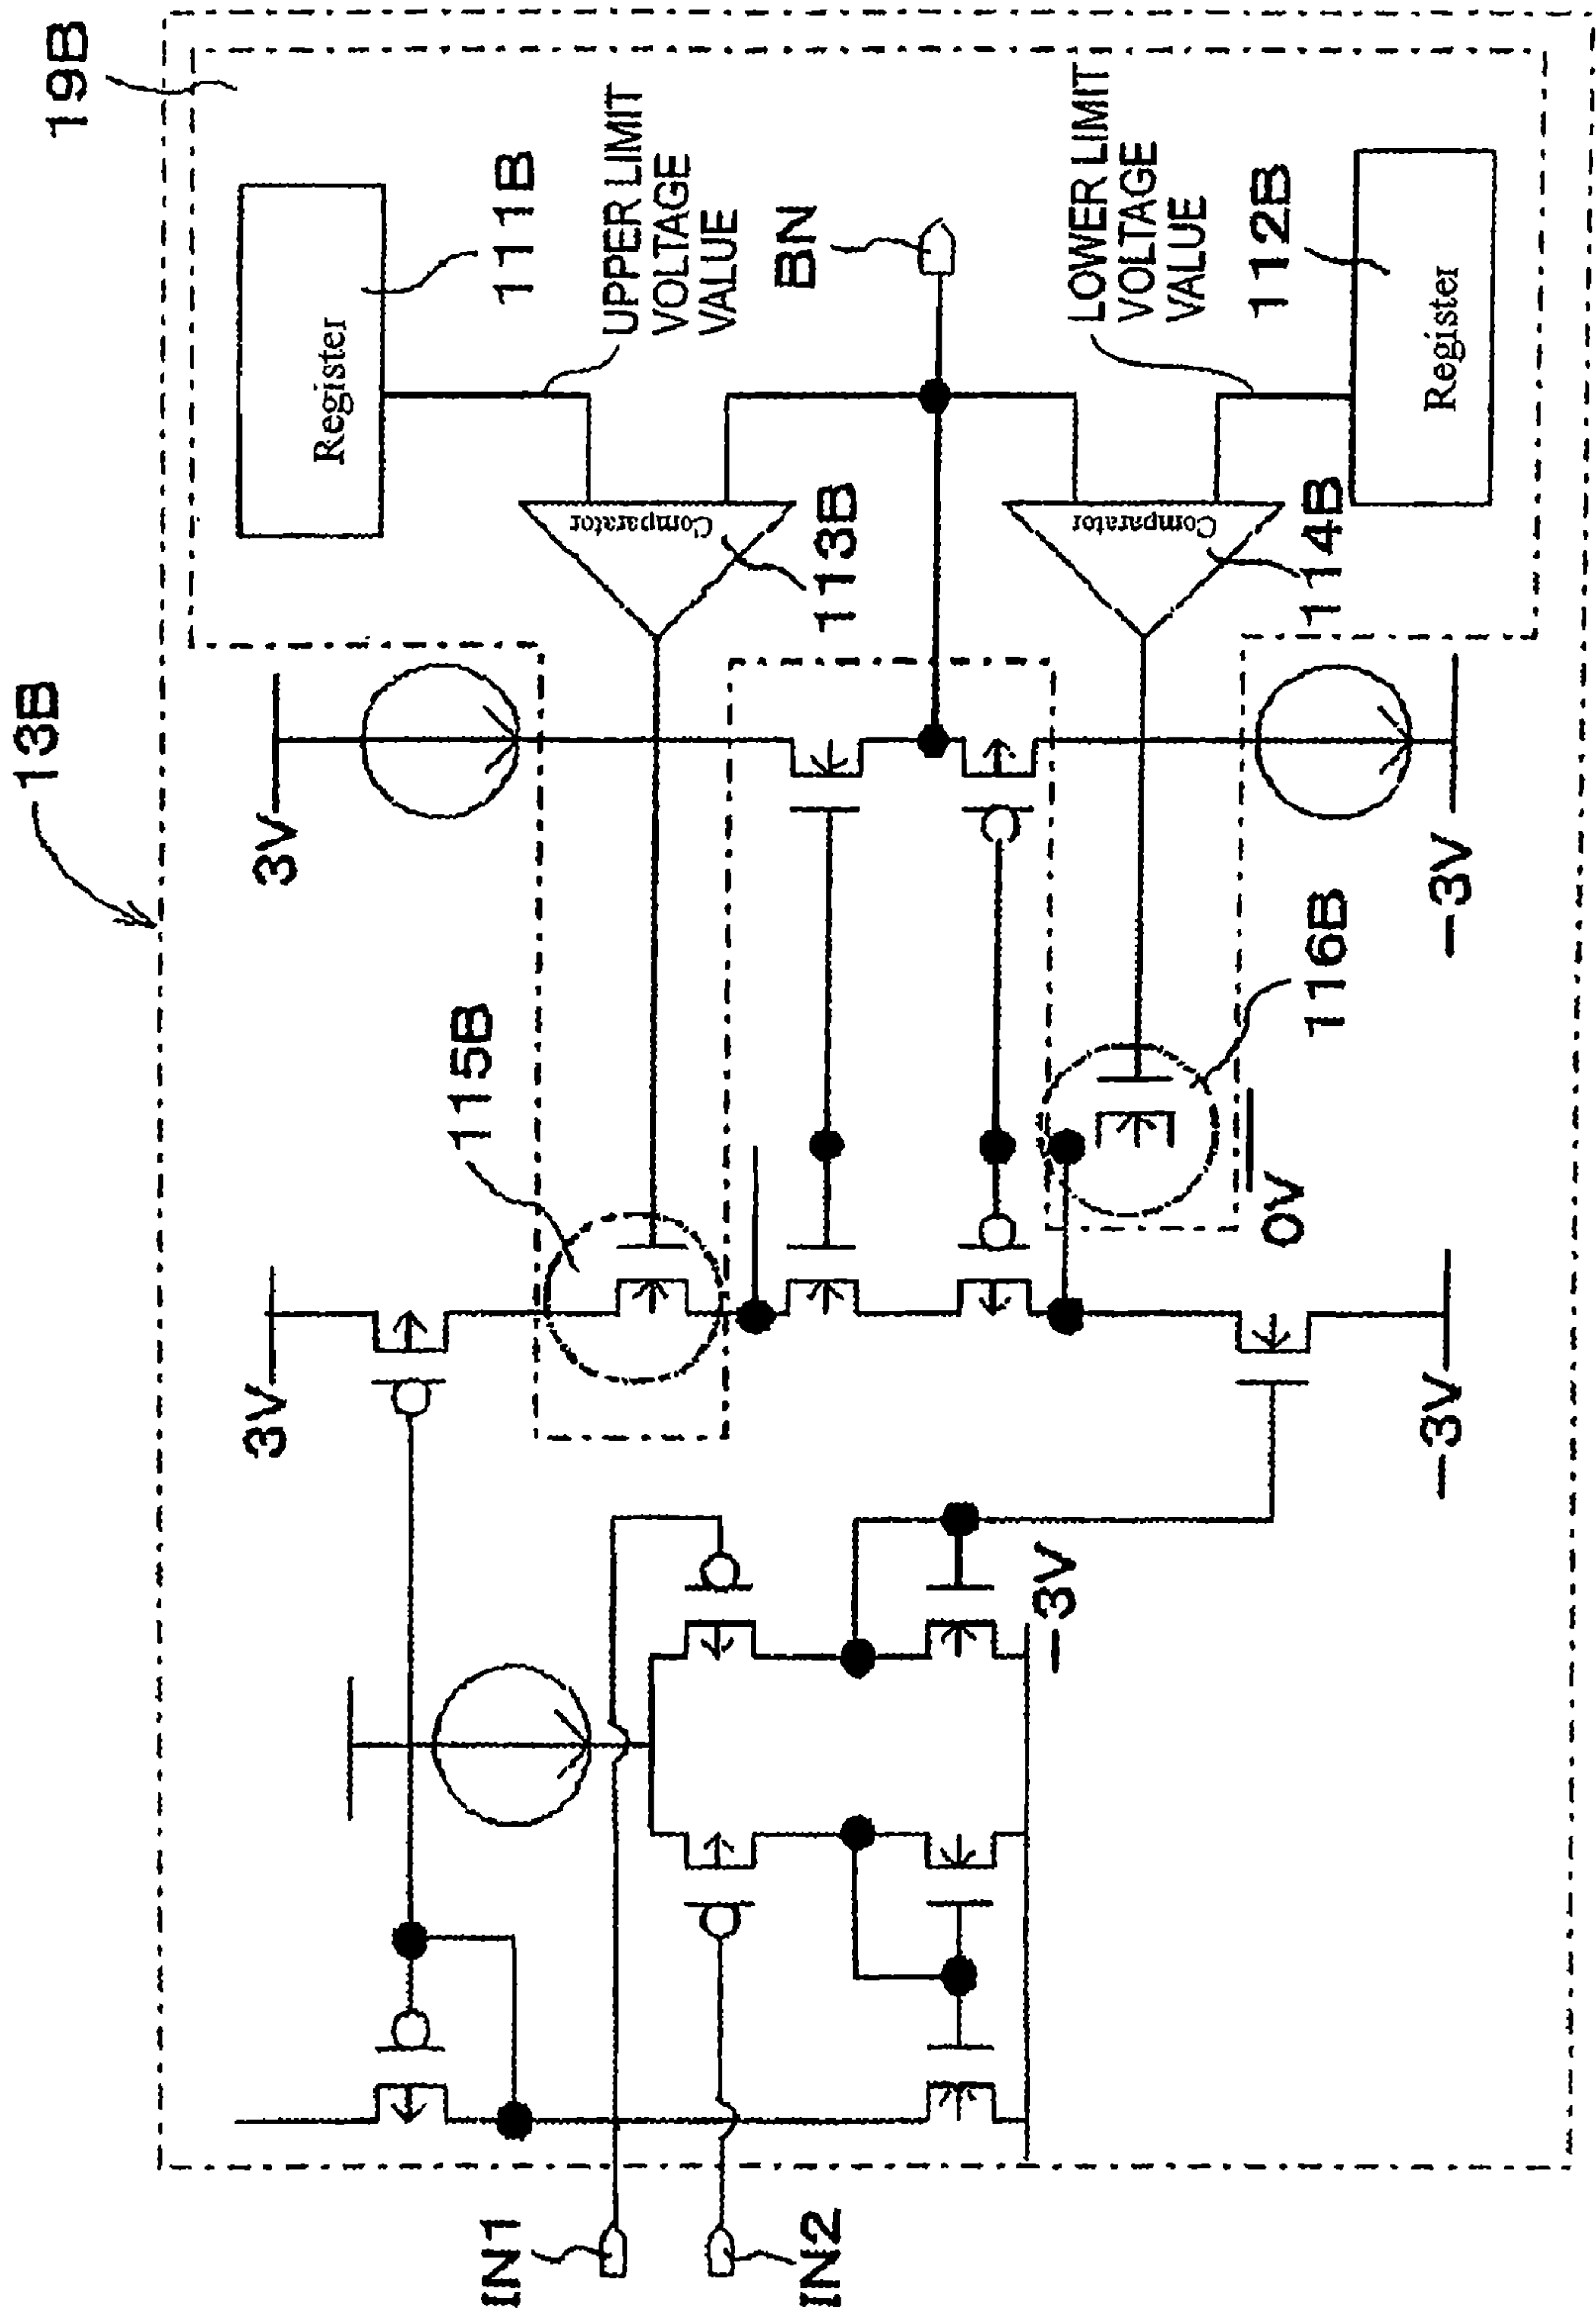 13B
19B
Register
111B
UPPER LIMIT
VOLTAGE
VALUE
BN
LOWER LIMIT
VOLTAGE
VALUE
112B
Register
Comparator
113B
Comparator
114B
3V
-3V
115B
116B
0V
3V
-3V
-3V
IN1
IN2